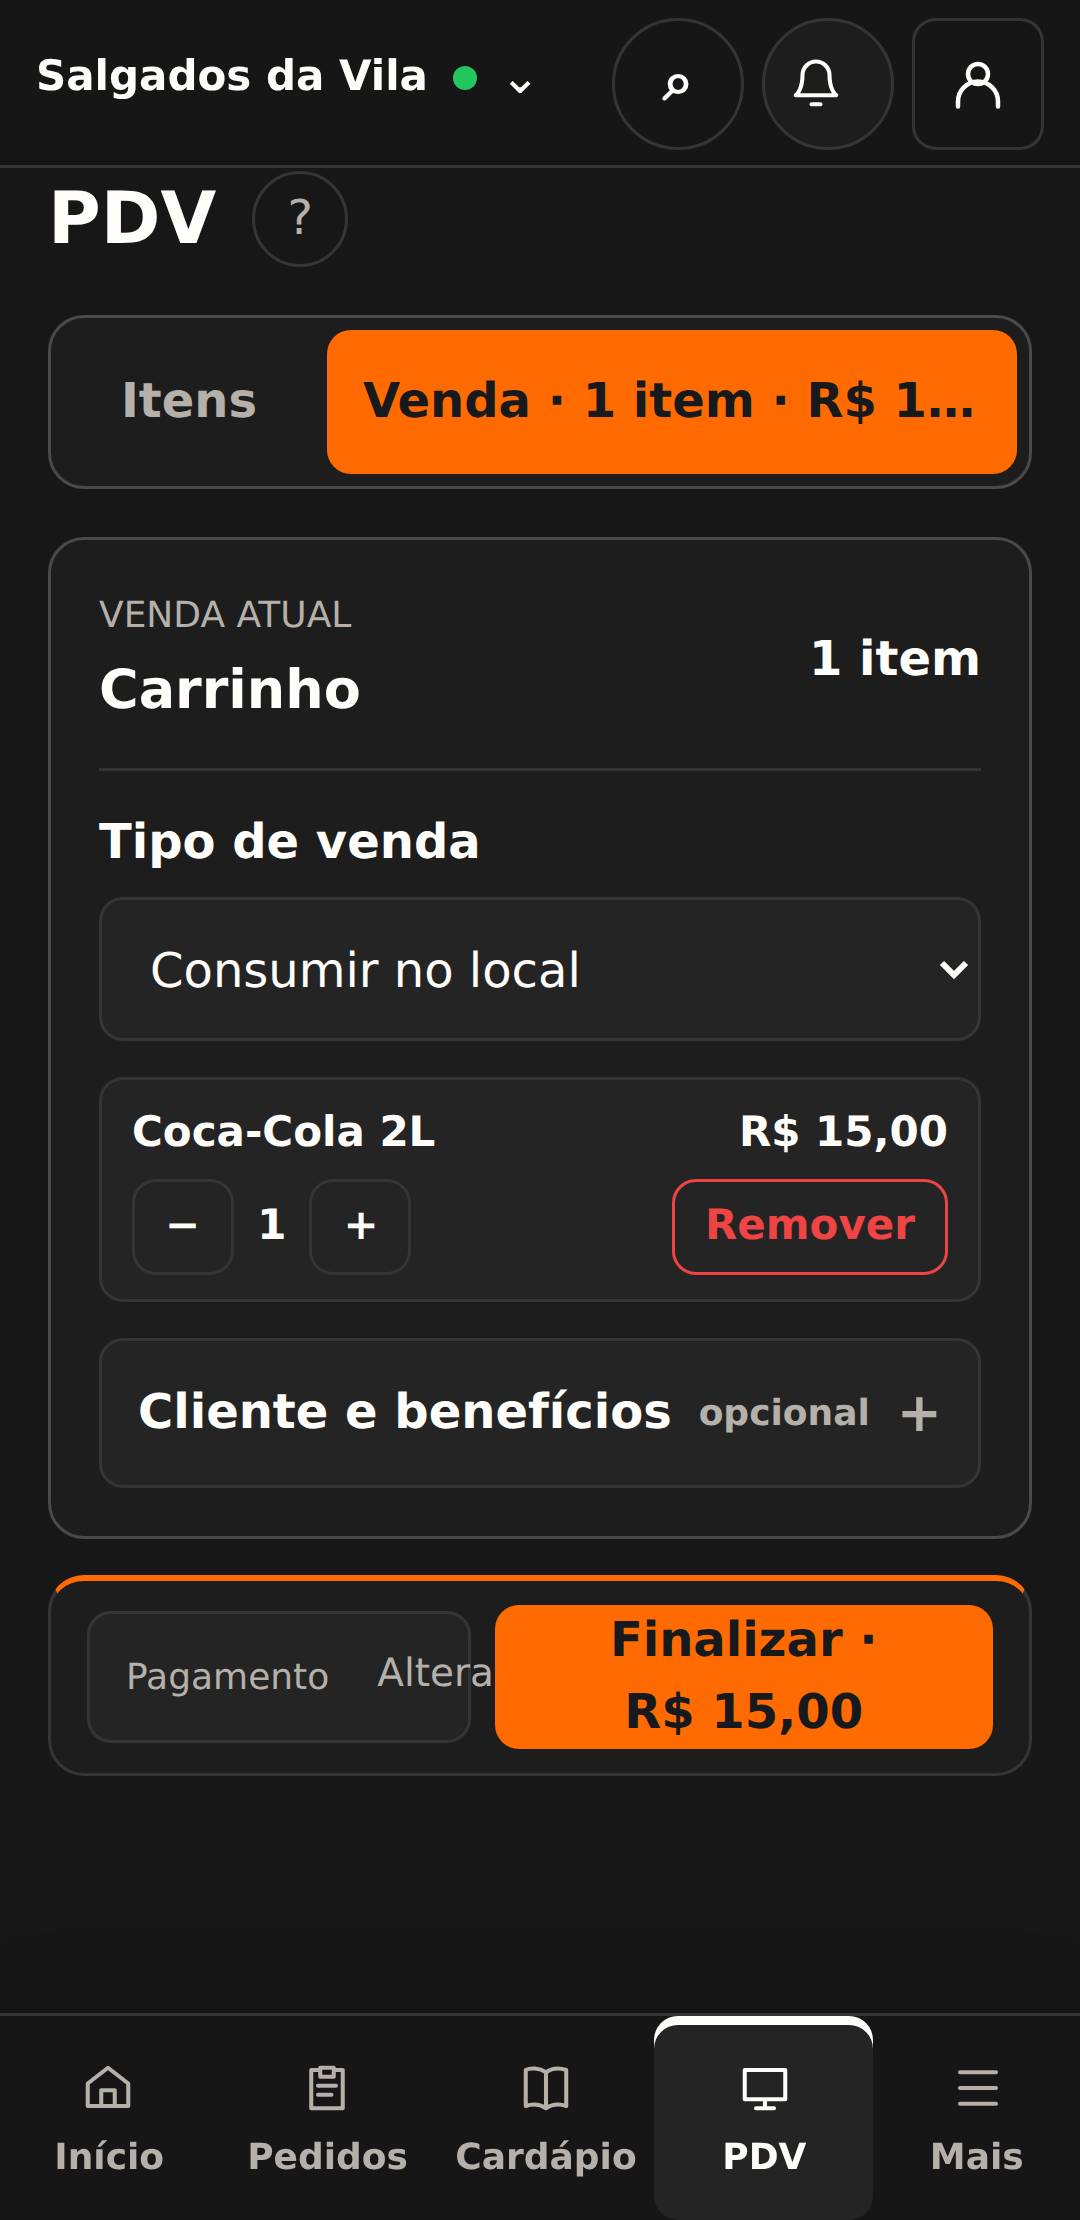 Salgados da Vila
PDV ?
Itens
Venda · 1 item · R$ 1...
VENDA ATUAL
Carrinho
1 item
Tipo de venda
Consumir no local
Coca-Cola 2L
R$ 15,00
− 1 +
Remover
Cliente e benefícios opcional +
Pagamento Altera
Finalizar ·
R$ 15,00
Início
Pedidos
Cardápio
PDV
Mais